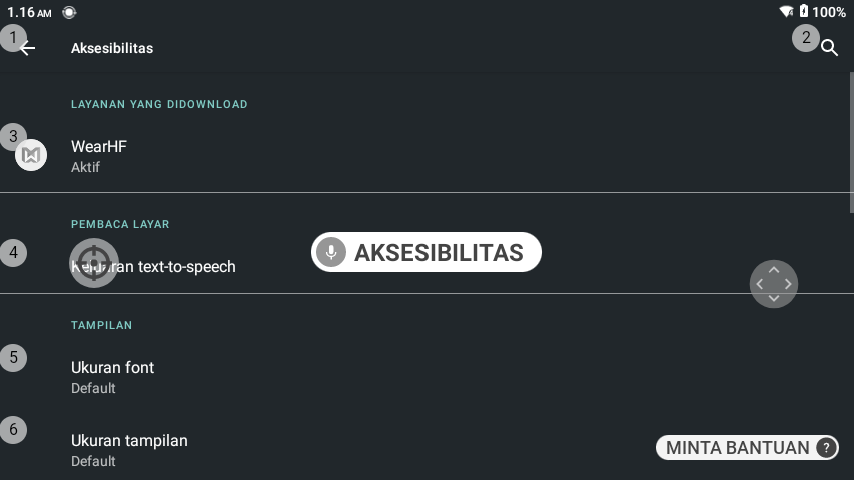 1.16 AM
100%
1
Aksesibilitas
2
LAYANAN YANG DIDOWNLOAD
3
WearHF
Aktif
PEMBACA LAYAR
AKSESIBILITAS
4
Keluaran text-to-speech
TAMPILAN
5
Ukuran font
Default
6
Ukuran tampilan
Default
MINTA BANTUAN ?